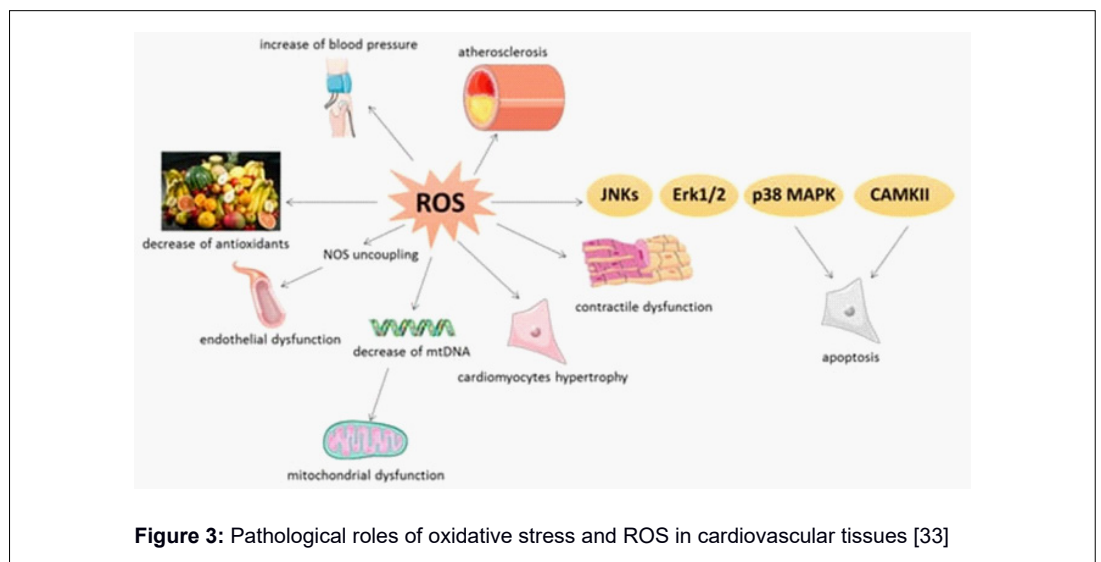 increase of blood pressure
atherosclerosis
ROS
JNKs
Erk1/2
p38 MAPK
CAMKII
decrease of antioxidants
NOS uncoupling
endothelial dysfunction
decrease of mtDNA
cardiomyocytes hypertrophy
contractile dysfunction
apoptosis
mitochondrial dysfunction
Figure 3: Pathological roles of oxidative stress and ROS in cardiovascular tissues [33]